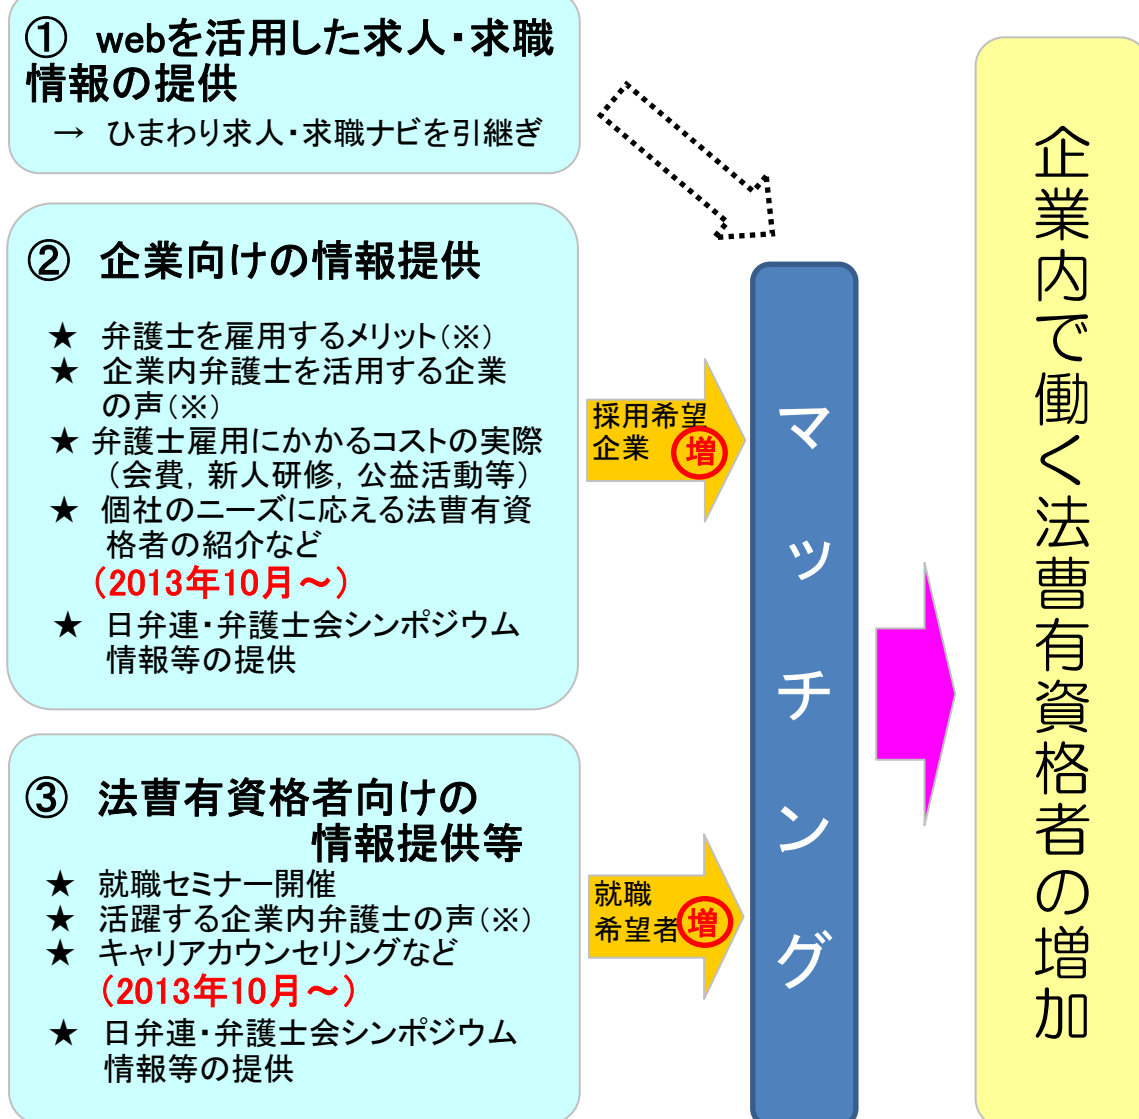 ① webを活用した求人・求職
情報の提供
→ ひまわり求人・求職ナビを引継ぎ
② 企業向けの情報提供
★ 弁護士を雇用するメリット(※)
★ 企業内弁護士を活用する企業
の声(※)
★ 弁護士雇用にかかるコストの実際
(会費, 新人研修, 公益活動等)
★ 個社のニーズに応える法曹有資
格者の紹介など
(2013年10月~)
★ 日弁連・弁護士会シンポジウム
情報等の提供
③ 法曹有資格者向けの
情報提供等
★ 就職セミナー開催
★ 活躍する企業内弁護士の声(※)
★ キャリアカウンセリングなど
(2013年10月~)
★ 日弁連・弁護士会シンポジウム
情報等の提供
採用希望
企業 増
就職
希望者 増
マッチング
企業内で働く法曹有資格者の増加